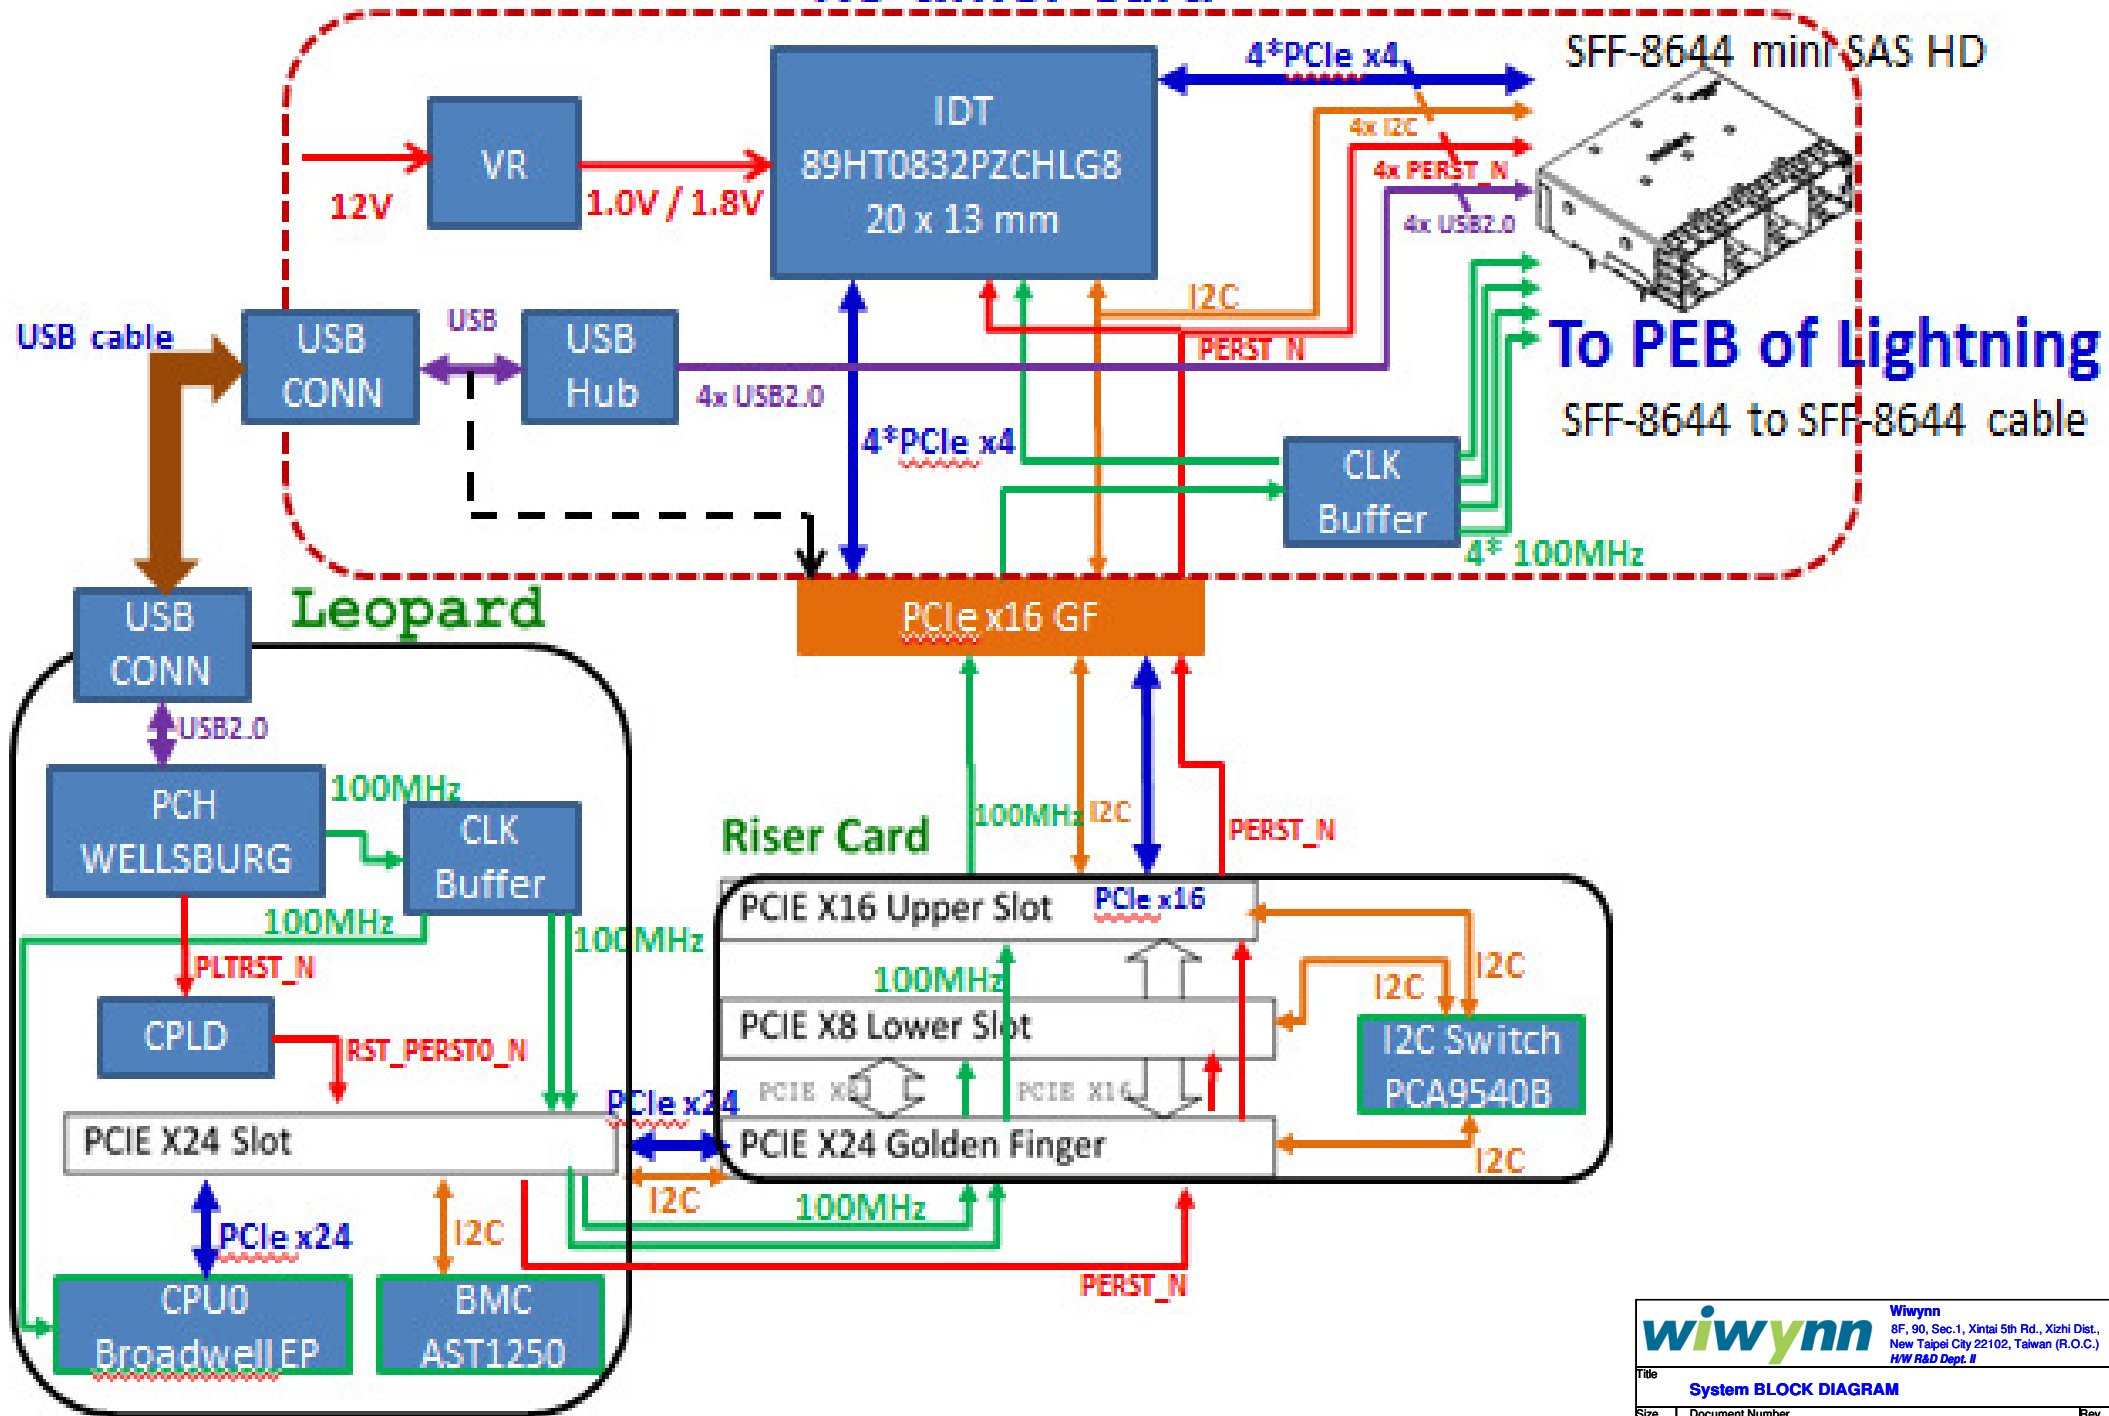 SFF-8644 mini SAS HD
4*PCIe x4
IDT
89HT0832PZCHLG8
20 x 13 mm
VR
12V
1.0V / 1.8V
4x I2C
4x PERST_N
4x USB2.0
I2C
PERST_N
USB cable
USB
CONN
USB
USB
Hub
4x USB2.0
4*PCIe x4
To PEB of Lightning
SFF-8644 to SFF-8644 cable
CLK
Buffer
4* 100MHz
Leopard
PCIe x16 GF
USB
CONN
USB2.0
PCH
WELLSBURG
100MHz
CLK
Buffer
100MHz
100MHz
PLTRST_N
CPLD
RST_PERST0_N
100MHz
I2C
PERST_N
Riser Card
PCIE X16 Upper Slot
PCIe x16
100MHz
I2C
I2C
PCIE X8 Lower Slot
I2C Switch
PCA9540B
PCIE X8
PCIE X16
PCIe x24
PCIE X24 Slot
PCIE X24 Golden Finger
I2C
I2C
100MHz
PCIe x24
I2C
PERST_N
CPU0
Broadwell EP
BMC
AST1250
wiwynn
Wiwynn
8F, 90, Sec.1, Xintai 5th Rd., Xizhi Dist.,
New Taipei City 22102, Taiwan (R.O.C.)
H/W R&D Dept. II
Title
System BLOCK DIAGRAM
Size
Document Number
Rev